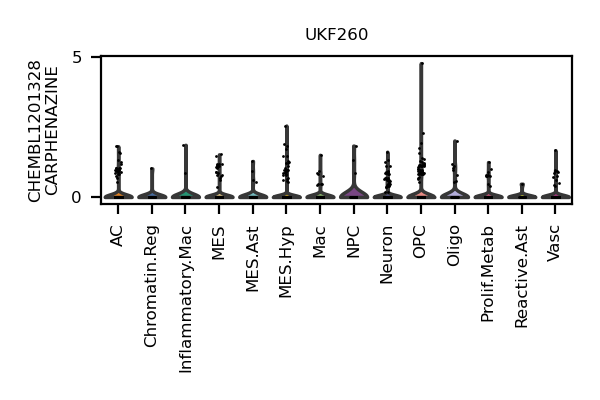 UKF260
CHEMBL1201328
CARPHENAZINE
5
0
AC
Chromatin.Reg
Inflammatory.Mac
MES
MES.Ast
MES.Hyp
Mac
NPC
Neuron
OPC
Oligo
Prolif.Metab
Reactive.Ast
Vasc